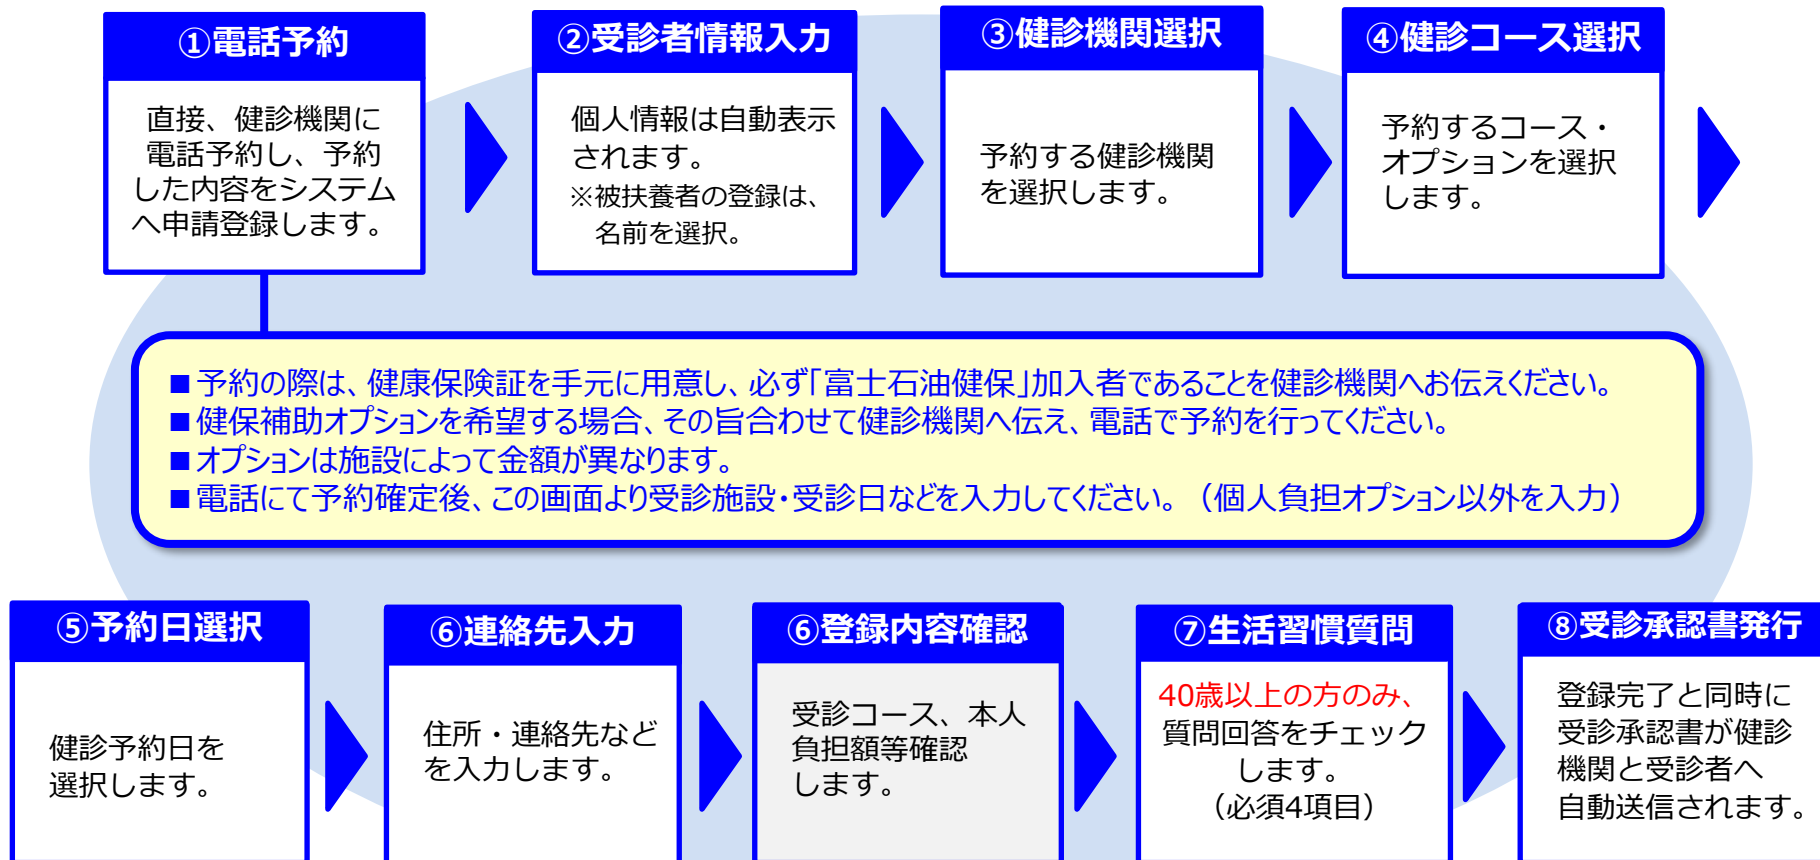 ①電話予約
直接、健診機関に
電話予約し、予約
した内容をシステム
へ申請登録します。
②受診者情報入力
個人情報は自動表示
されます。
※被扶養者の登録は、
名前を選択。
③健診機関選択
予約する健診機関
を選択します。
④健診コース選択
予約するコース・
オプションを選択
します。
■予約の際は、健康保険証を手元に用意し、必ず「富士石油健保」加入者であることを健診機関へお伝えください。
■健保補助オプションを希望する場合、その旨合わせて健診機関へ伝え、電話で予約を行ってください。
■オプションは施設によって金額が異なります。
■電話にて予約確定後、この画面より受診施設・受診日などを入力してください。（個人負担オプション以外を入力）
⑤予約日選択
健診予約日を
選択します。
⑥連絡先入力
住所・連絡先など
を入力します。
⑥登録内容確認
受診コース、本人
負担額等確認
します。
⑦生活習慣質問
40歳以上の方のみ、
質問回答をチェック
します。
（必須4項目）
⑧受診承認書発行
登録完了と同時に
受診承認書が健診
機関と受診者へ
自動送信されます。